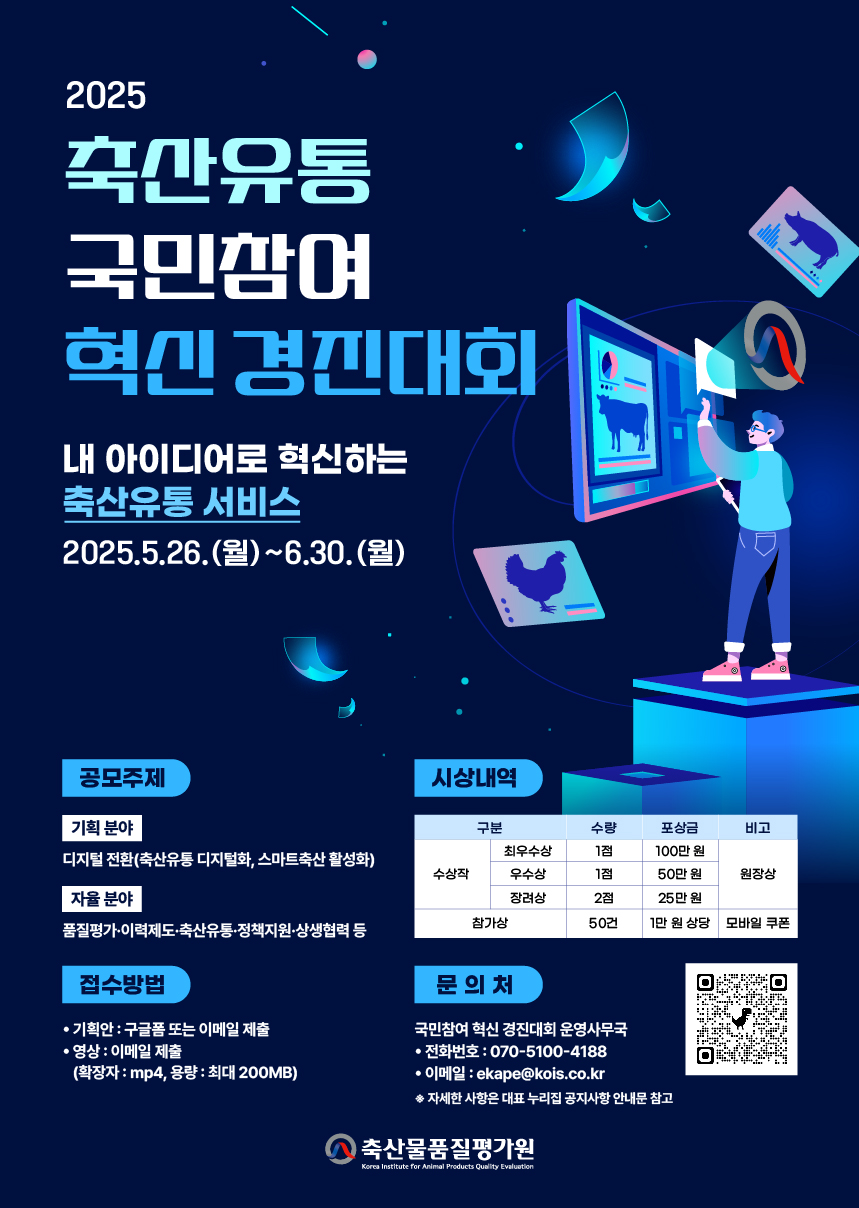 2025
축산유통
국민참여
혁신 경진대회
내 아이디어로 혁신하는
축산유통 서비스
2025.5.26.(월)~6.30.(월)
공모주제
기획 분야
디지털 전환(축산유통 디지털화, 스마트축산 활성화)
자율 분야
품질평가·이력제도·축산유통·정책지원·상생협력 등
시상내역
구분 수량 포상금 비고
수상작 최우수상 1점 100만 원 원장상
우수상 1점 50만 원
장려상 2점 25만 원
참가상 50건 1만 원 상당 모바일 쿠폰
접수방법
• 기획안 : 구글폼 또는 이메일 제출
• 영상 : 이메일 제출
(확장자 : mp4, 용량 : 최대 200MB)
문 의 처
국민참여 혁신 경진대회 운영사무국
• 전화번호 : 070-5100-4188
• 이메일 : ekape@kois.co.kr
※ 자세한 사항은 대표 누리집 공지사항 안내문 참고
축산물품질평가원
Korea Institute for Animal Products Quality Evaluation